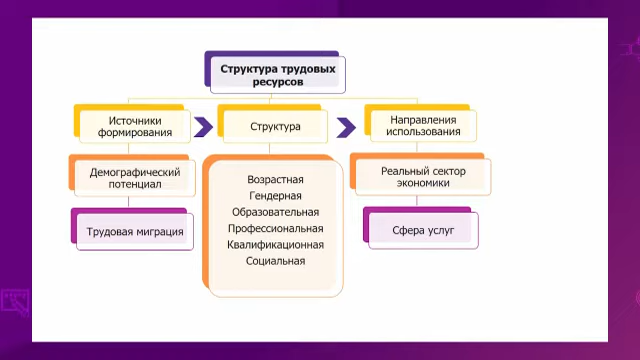 Структура трудовых
ресурсов
Источники
формирования
Структура
Направления
использования
Демографический
потенциал
Трудовая миграция
Возрастная
Гендерная
Образовательная
Профессиональная
Квалификационная
Социальная
Реальный сектор
экономики
Сфера услуг